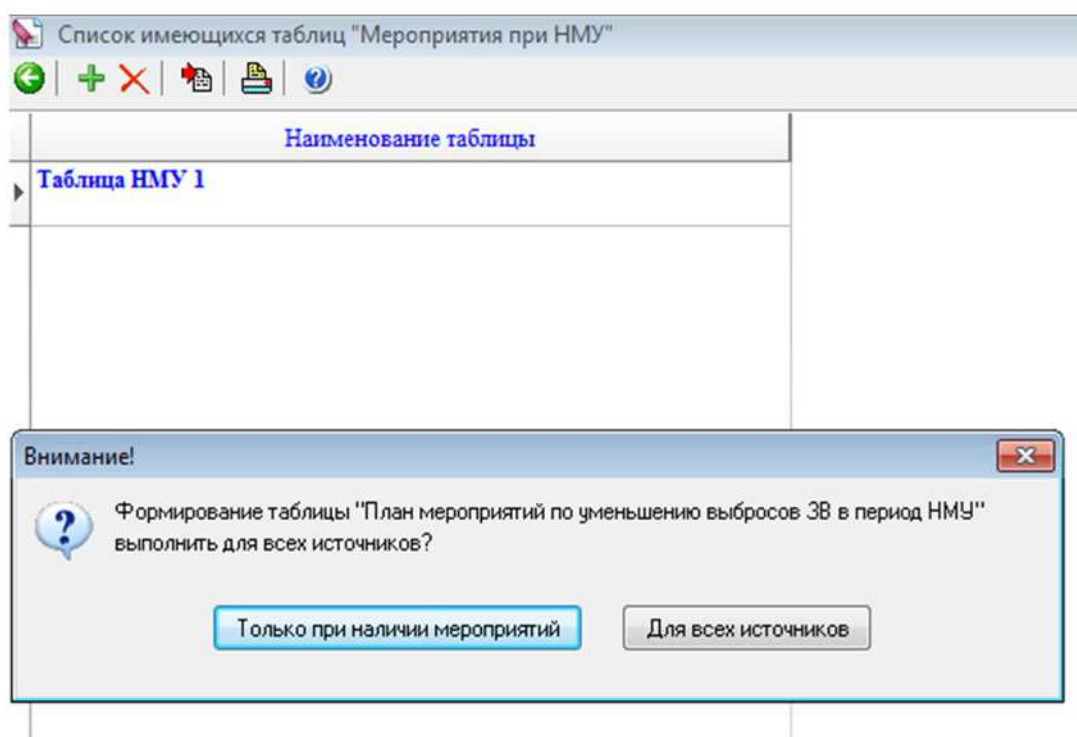 Список имеющихся таблиц "Мероприятия при НМУ"
Наименование таблицы
Таблица НМУ 1
Внимание!
Формирование таблицы "План мероприятий по уменьшению выбросов ЗВ в период НМУ"
выполнить для всех источников?
Только при наличии мероприятий
Для всех источников